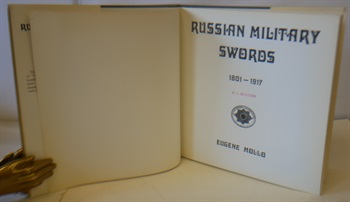 RUSSIAN MILITARY
SWORDS
1801-1917
EUGENE MOLLO